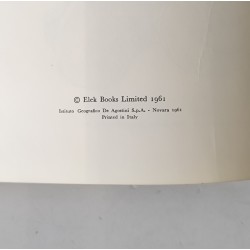 © Elek Books Limited 1961
Istituto Geografico De Agostini S.p.A. – Novara 1961
Printed in Italy